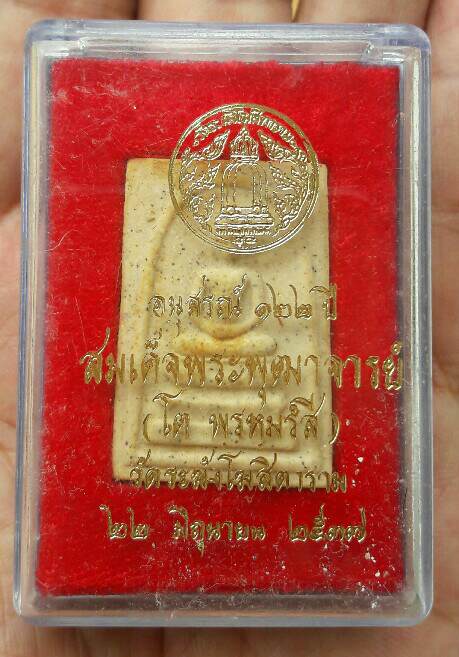 อนุสรณ์ ๑๒๒ ปี
สมเด็จพระพุฒาจารย์
(โต พรหมรังสี)
วัดระฆังโฆสิตาราม
๒๒ มิถุนายน ๒๕๓๗